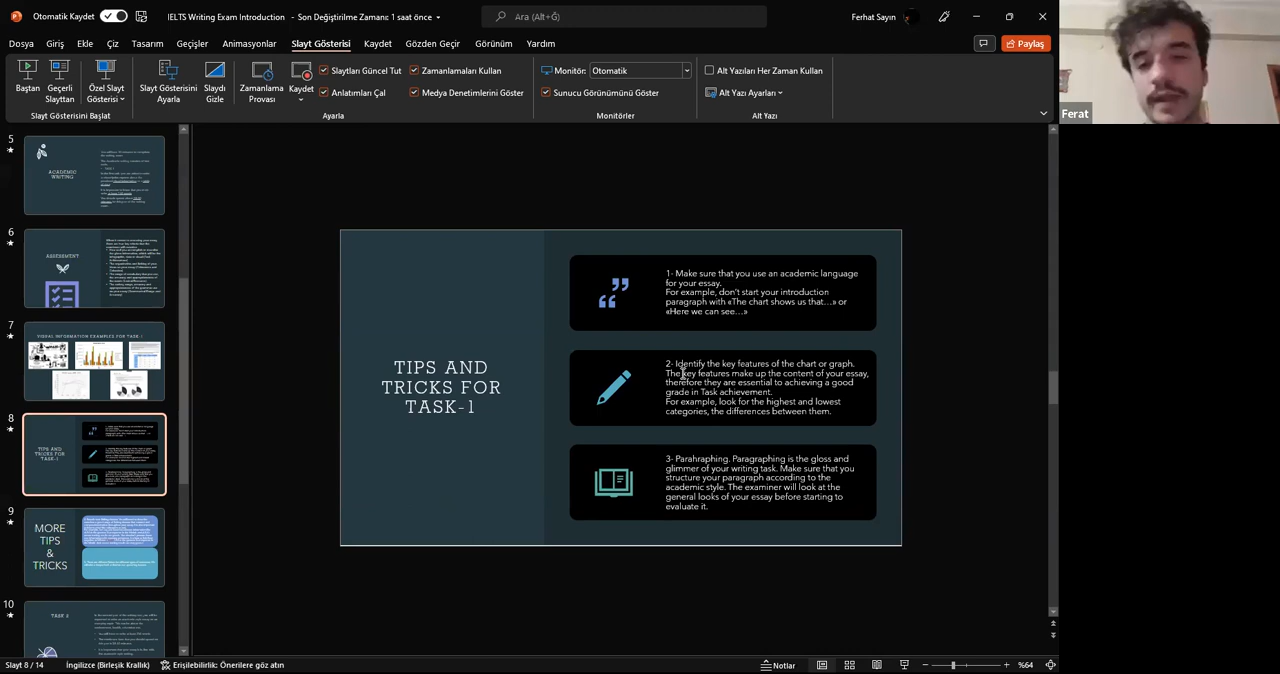 Otomatik Kaydet
IELTS Writing Exam Introduction - Son Değiştirilme Zamanı: 1 saat önce
Ara (Alt+Ğ)
Ferhat Sayın
Dosya Giriş Ekle Çiz Tasarım Geçişler Animasyonlar Slayt Gösterisi Kaydet Gözden Geçir Görünüm Yardım
Paylaş
Baştan
Geçerli Slayttan
Özel Slayt Gösterisi
Slayt Gösterisini Ayarla
Slaydı Gizle
Zamanlama Provası
Kaydet
Slaytları Güncel Tut
Zamanlamaları Kullan
Anlatımları Çal
Medya Denetimlerini Göster
Monitör: Otomatik
Sunucu Görünümünü Göster
Alt Yazıları Her Zaman Kullan
Alt Yazı Ayarları
Slayt Gösterisini Başlat
Ayarla
Monitörler
Alt Yazı
Ferat
5
ACADEMIC
WRITING
6
ASSESSMENT
7
VISUAL INFORMATION EXAMPLES FOR TASK-1
8
TIPS AND
TRICKS FOR
TASK-1
9
MORE
TIPS
&
TRICKS
10
TASK 2
TIPS AND
TRICKS FOR
TASK-1
1- Make sure that you use an academic language
for your essay.
For example, don't start your introduction
paragraph with «The chart shows us that...» or
«Here we can see...»
2- Identify the key features of the chart or graph.
The key features make up the content of your essay,
therefore they are essential to achieving a good
grade in Task achievement.
For example, look for the highest and lowest
categories, the differences between them.
3- Parahraphing. Paragraphing is the gloss and
glimmer of your writing task. Make sure that you
structure your paragraph according to the
academic style. The examiner will look at the
general looks of your essay before starting to
evaluate it.
Slayt 8 / 14
İngilizce (Birleşik Krallık)
Erişilebilirlik: Önerilere göz atın
Notlar
%64